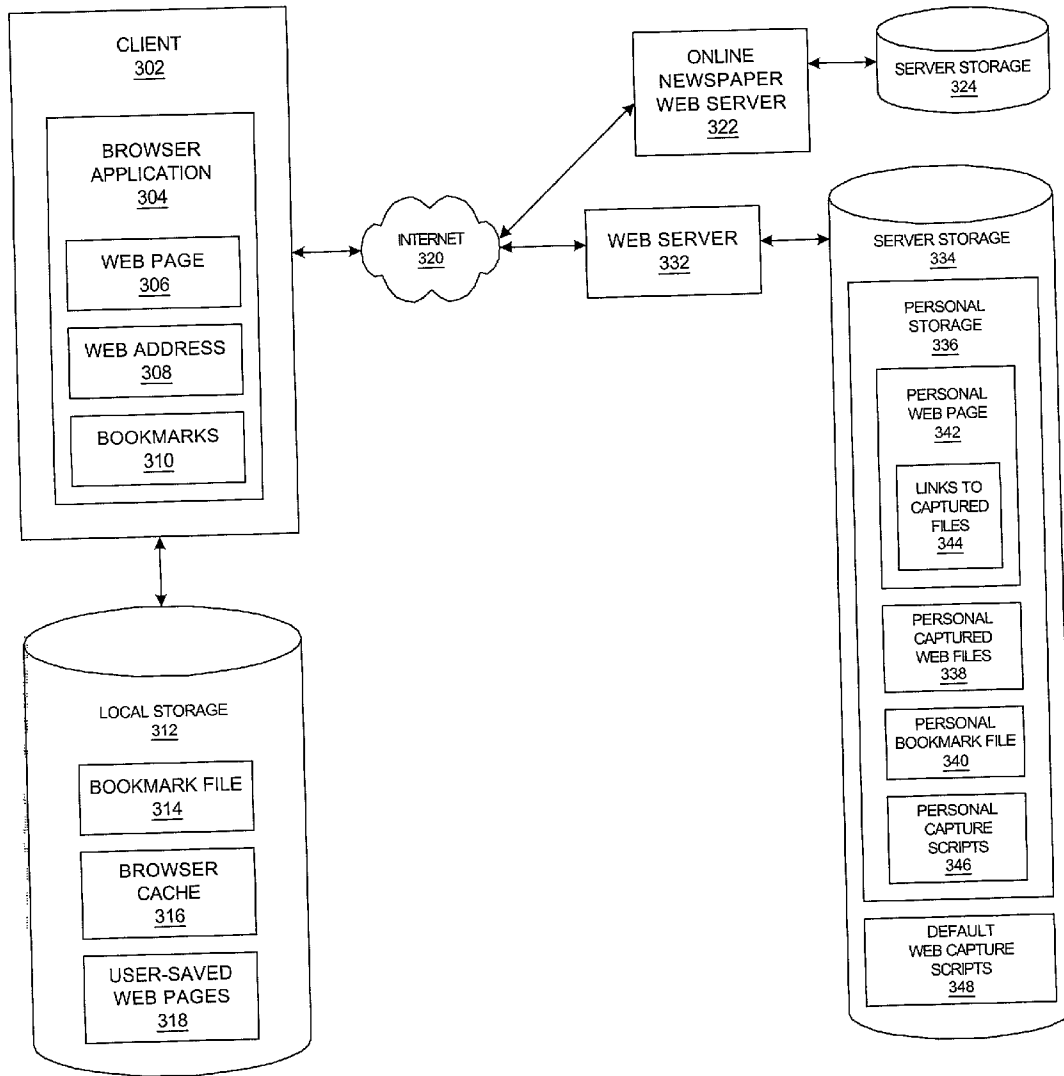 CLIENT
302
BROWSER
APPLICATION
304
WEB PAGE
306
WEB ADDRESS
308
BOOKMARKS
310
LOCAL STORAGE
312
BOOKMARK FILE
314
BROWSER
CACHE
316
USER-SAVED
WEB PAGES
318
INTERNET
320
ONLINE
NEWSPAPER
WEB SERVER
322
SERVER STORAGE
324
WEB SERVER
332
SERVER STORAGE
334
PERSONAL
STORAGE
336
PERSONAL
WEB PAGE
342
LINKS TO
CAPTURED
FILES
344
PERSONAL
CAPTURED
WEB FILES
338
PERSONAL
BOOKMARK FILE
340
PERSONAL
CAPTURE
SCRIPTS
346
DEFAULT
WEB CAPTURE
SCRIPTS
348